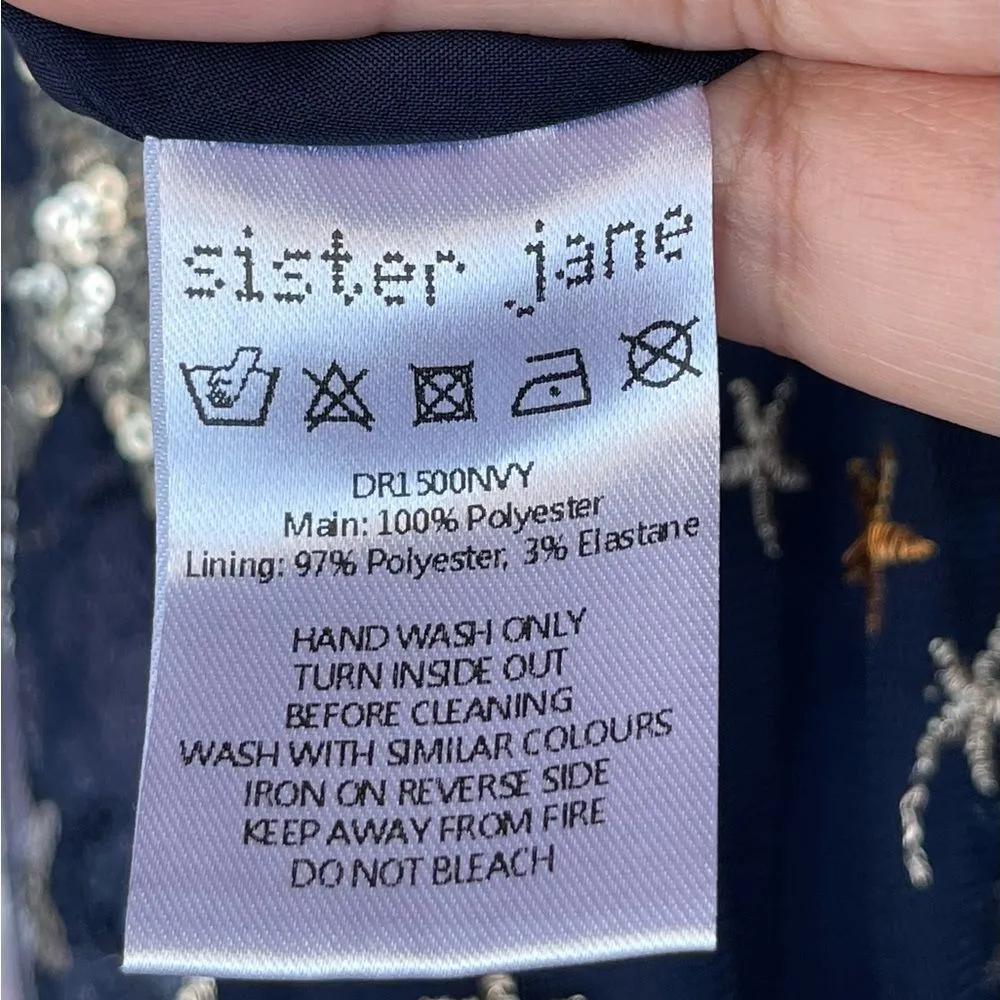 sister jane
DR1500NVY
Main: 100% Polyester
Lining: 97% Polyester, 3% Elastane
HAND WASH ONLY
TURN INSIDE OUT
BEFORE CLEANING
WASH WITH SIMILAR COLOURS
IRON ON REVERSE SIDE
KEEP AWAY FROM FIRE
DO NOT BLEACH